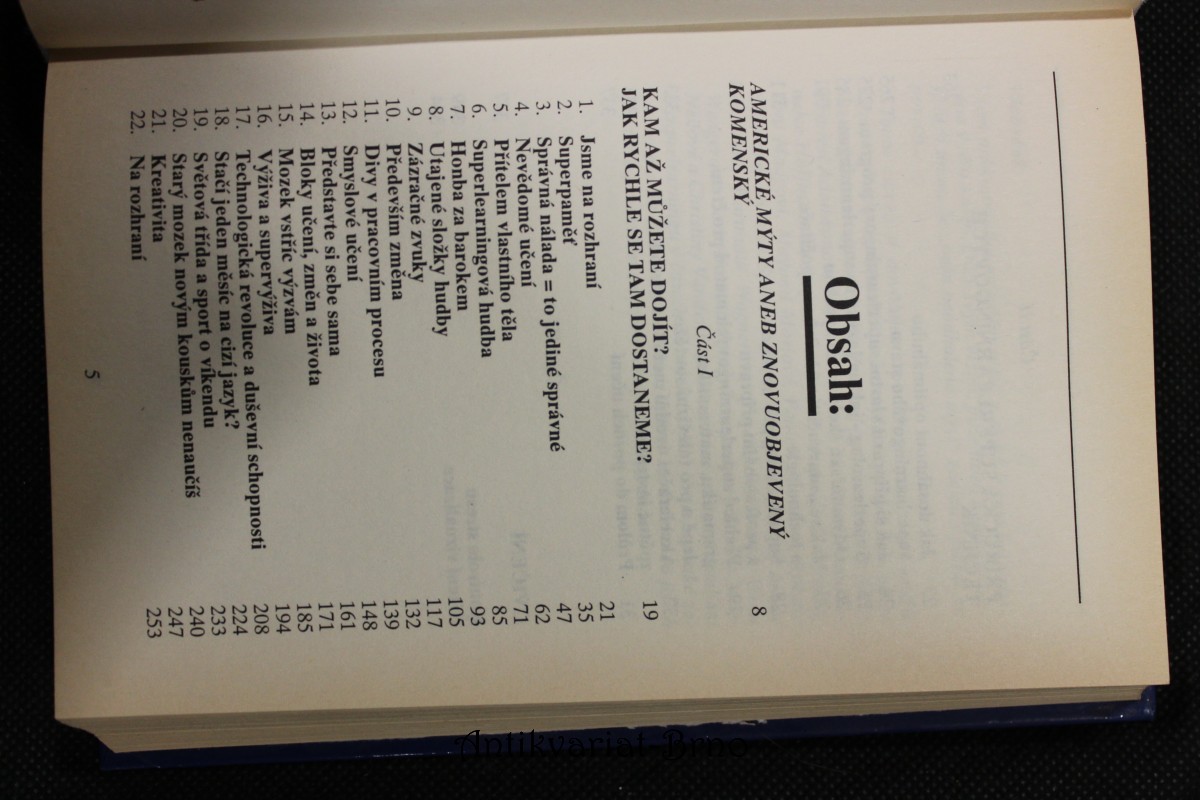 Obsah:
AMERICKÉ MÝTY ANEB ZNOVUOBJEVENÝ
KOMENSKÝ 8
Část I
KAM AŽ MŮŽETE DOJÍT?
JAK RYCHLE SE TAM DOSTANEME? 19
1. Jsme na rozhraní 21
2. Superpaměť 35
3. Správná nálada = to jediné správné 47
4. Nevědomé učení 62
5. Přítelem vlastního těla 71
6. Superlearningová hudba 85
7. Honba za barokem 93
8. Utajené složky hudby 105
9. Zázračné zvuky 117
10. Především změna 132
11. Divy v pracovním procesu 139
12. Smyslové učení 148
13. Představte si sebe sama 161
14. Bloky učení, změn a života 171
15. Mozek vstříc výzvám 185
16. Výživa a supervýživa 194
17. Technologická revoluce a duševní schopnosti 208
18. Stačí jeden měsíc na cizí jazyk? 224
19. Světová třída a sport o víkendu 233
20. Starý mozek novým kouskům nenaučíš 240
21. Kreativita 247
22. Na rozhraní 253
5
Antikvariat-Brno